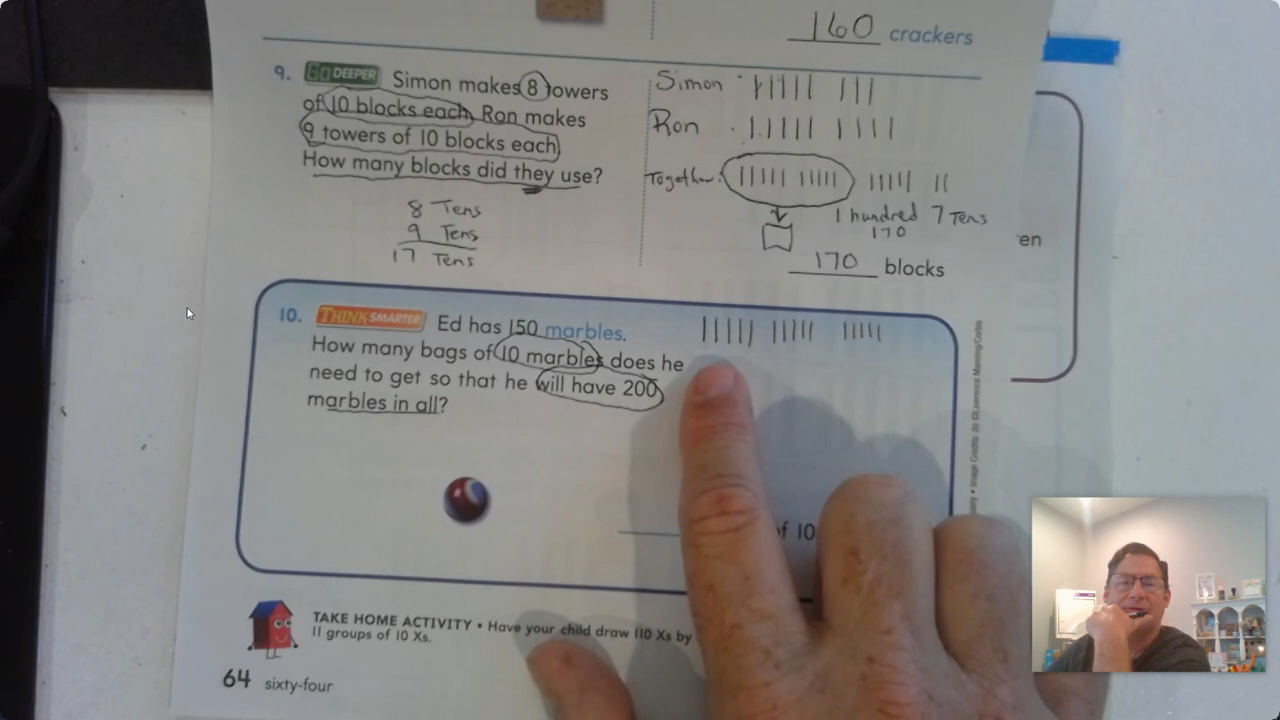 160 crackers
9. GO DEEPER Simon makes 8 towers
of 10 blocks each. Ron makes
9 towers of 10 blocks each.
How many blocks did they use?
8 Tens
9 Tens
17 Tens
Simon
Ron
Together:
1 hundred 7 Tens
170
170 blocks
en
10. THINK SMARTER Ed has 150 marbles.
How many bags of 10 marbles does he
need to get so that he will have 200
marbles in all?
of 10
TAKE HOME ACTIVITY • Have your child draw 110 Xs by
11 groups of 10 Xs.
64 sixty-four